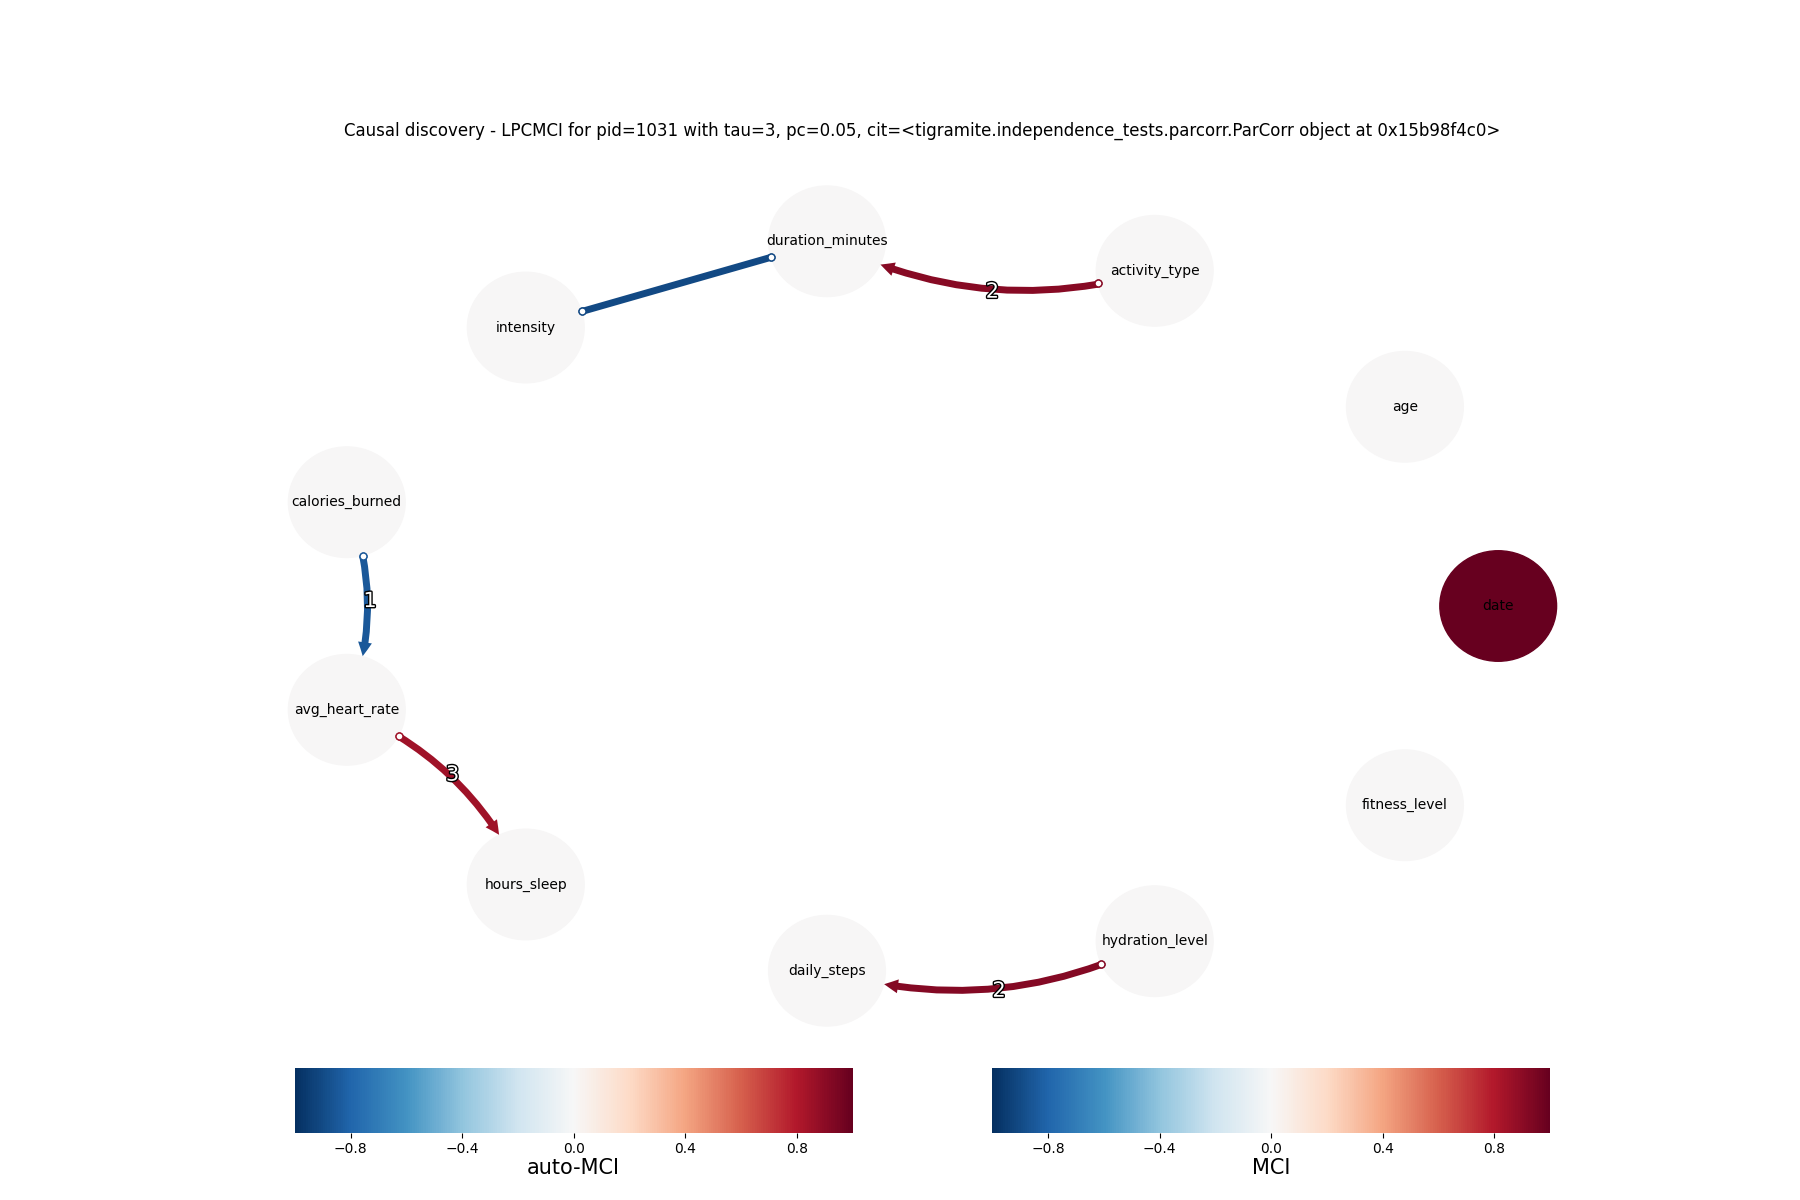 Causal discovery - LPCMCI for pid=1031 with tau=3, pc=0.05, cit=<tigramite.independence_tests.parcorr.ParCorr object at 0x15b98f4c0>
duration_minutes
activity_type
2
intensity
age
calories_burned
1
date
avg_heart_rate
3
fitness_level
hours_sleep
hydration_level
daily_steps
2
−0.8 −0.4 0.0 0.4 0.8
auto-MCI
−0.8 −0.4 0.0 0.4 0.8
MCI